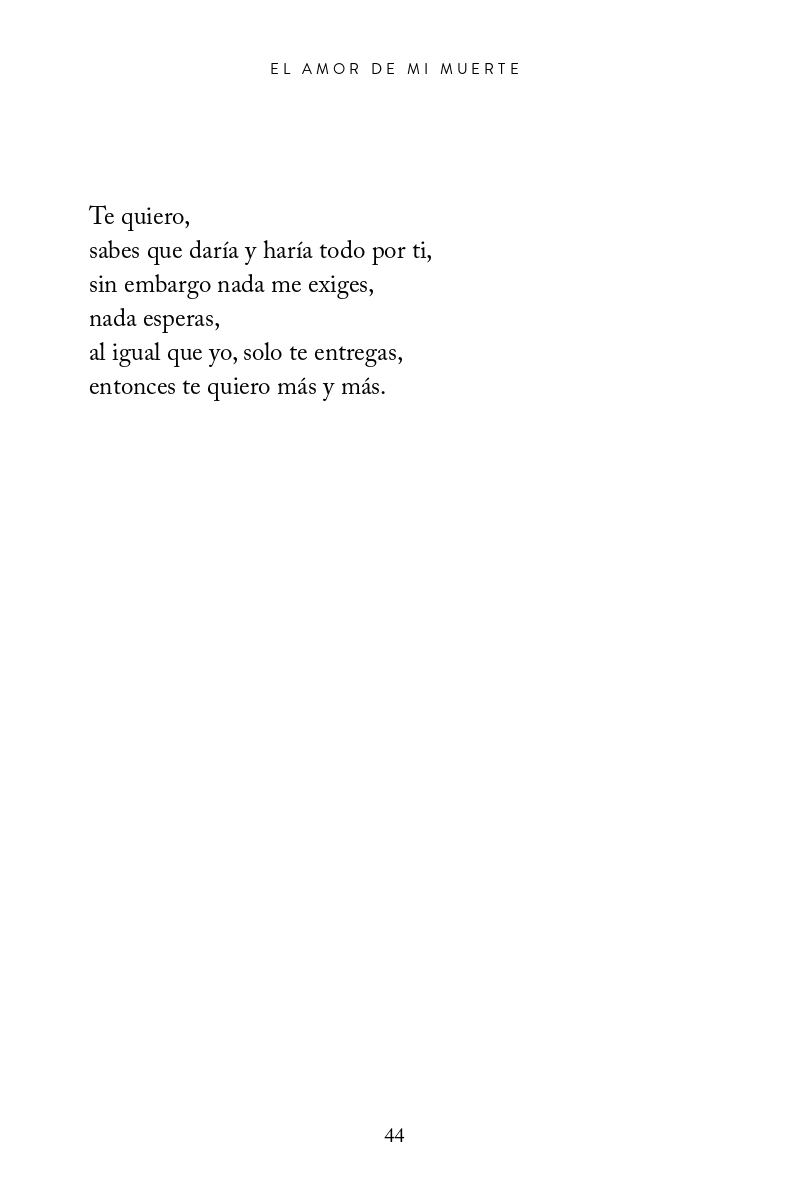 EL AMOR DE MI MUERTE
Te quiero,
sabes que daría y haría todo por ti,
sin embargo nada me exiges,
nada esperas,
al igual que yo, solo te entregas,
entonces te quiero más y más.
44